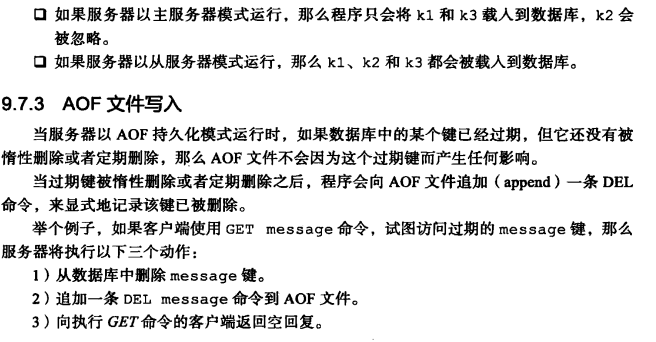 □ 如果服务器以主服务器模式运行，那么程序只会将 k1 和 k3 载人到数据库，k2 会
被忽略。
□ 如果服务器以从服务器模式运行，那么 k1、k2 和 k3 都会被载人到数据库。
9.7.3 AOF 文件写入
当服务器以 AOF 持久化模式运行时，如果数据库中的某个键已经过期，但它还没有被
惰性删除或者定期删除，那么 AOF 文件不会因为这个过期键而产生任何影响。
当过期键被惰性删除或者定期删除之后，程序会向 AOF 文件追加（append）一条 DEL
命令，来显式地记录该键已被删除。
举个例子，如果客户端使用 GET message 命令，试图访问过期的 message 键，那么
服务器将执行以下三个动作：
1）从数据库中删除 message 键。
2）追加一条 DEL message 命令到 AOF 文件。
3）向执行 GET 命令的客户端返回空回复。